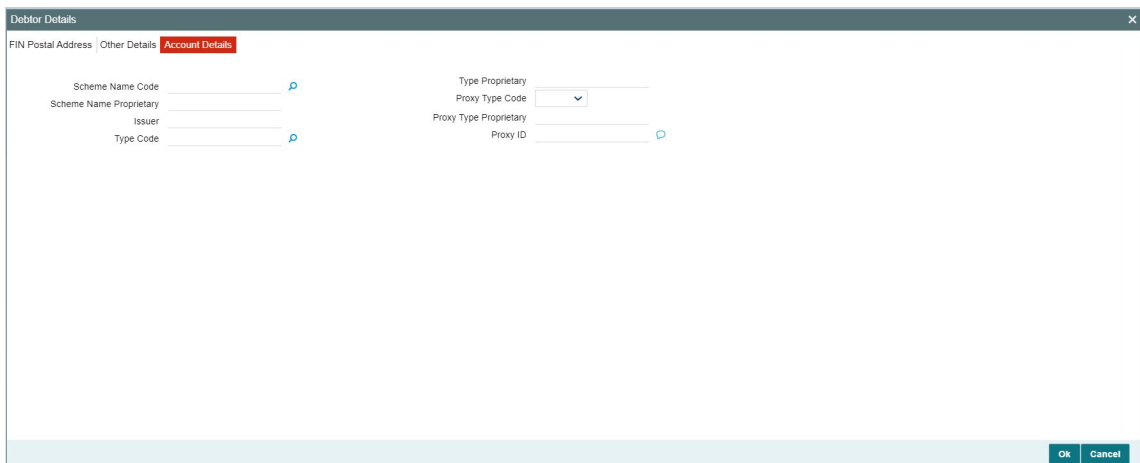 Debtor Details
FIN Postal Address Other Details Account Details
Scheme Name Code
Scheme Name Proprietary
Issuer
Type Code
Type Proprietary
Proxy Type Code
Proxy Type Proprietary
Proxy ID
Ok Cancel